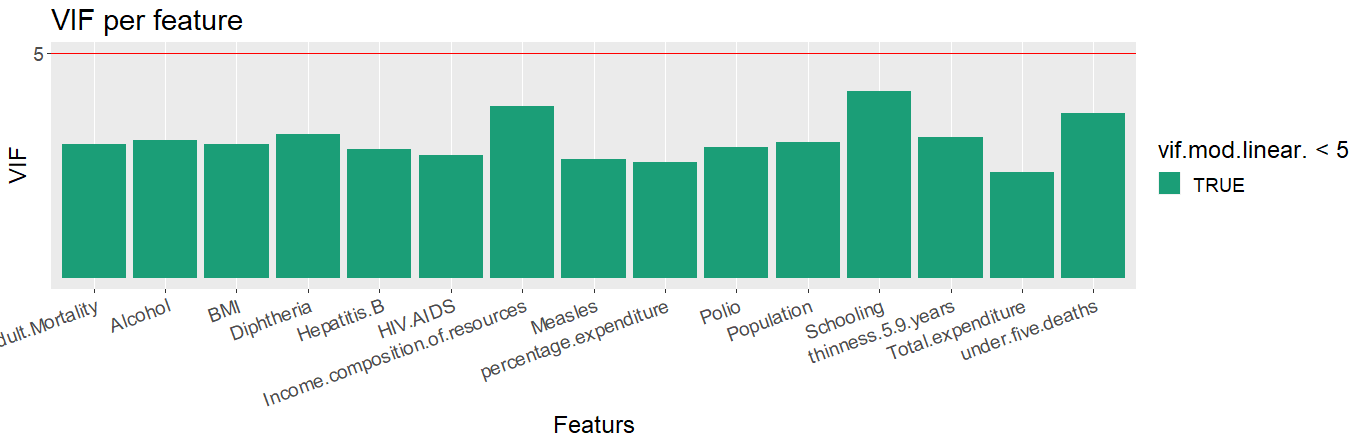 VIF per feature
5
VIF
dult.Mortality
Alcohol
BMI
Diphtheria
Hepatitis.B
HIV.AIDS
Income.composition.of.resources
Measles
percentage.expenditure
Polio
Population
Schooling
thinness.5.9.years
Total.expenditure
under.five.deaths
Featurs
vif.mod.linear. < 5
TRUE